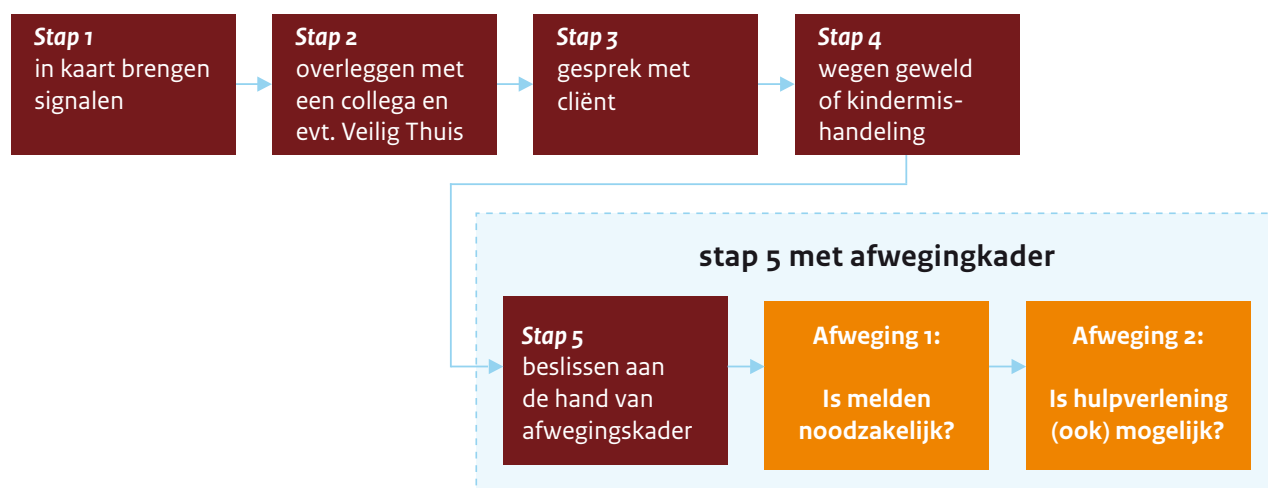 Stap 1
in kaart brengen
signalen
Stap 2
overleggen met
een collega en
evt. Veilig Thuis
Stap 3
gesprek met
cliënt
Stap 4
wegen geweld
of kindermis-
handeling
stap 5 met afwegingkader
Stap 5
beslissen aan
de hand van
afwegingskader
Afweging 1:
Is melden
noodzakelijk?
Afweging 2:
Is hulpverlening
(ook) mogelijk?